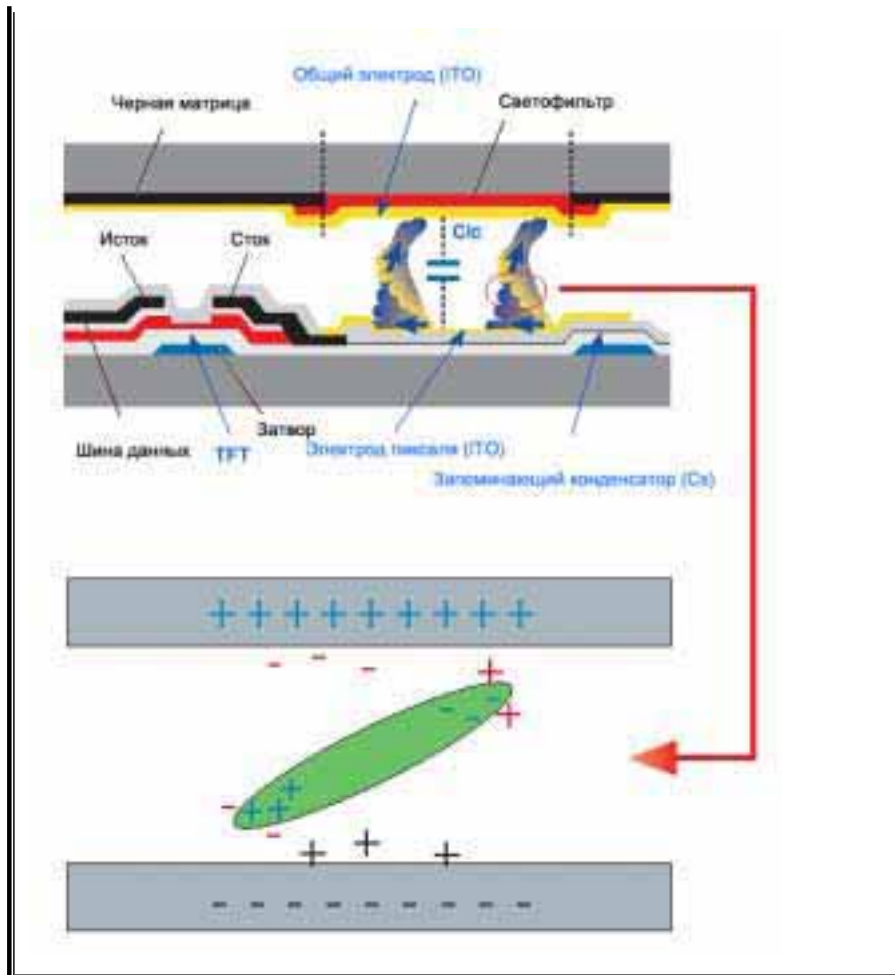 Общий электрод (ITO)
Черная матрица
Светофильтр
Исток
Сток
Clc
Затвор
Шина данных
TFT
Электрод пикселя (ITO)
Запоминающий конденсатор (Cs)
+ + + + + + + + +
- - -
+
- - -
+
+ + +
-
-
+ + +
- - - - - - - - -